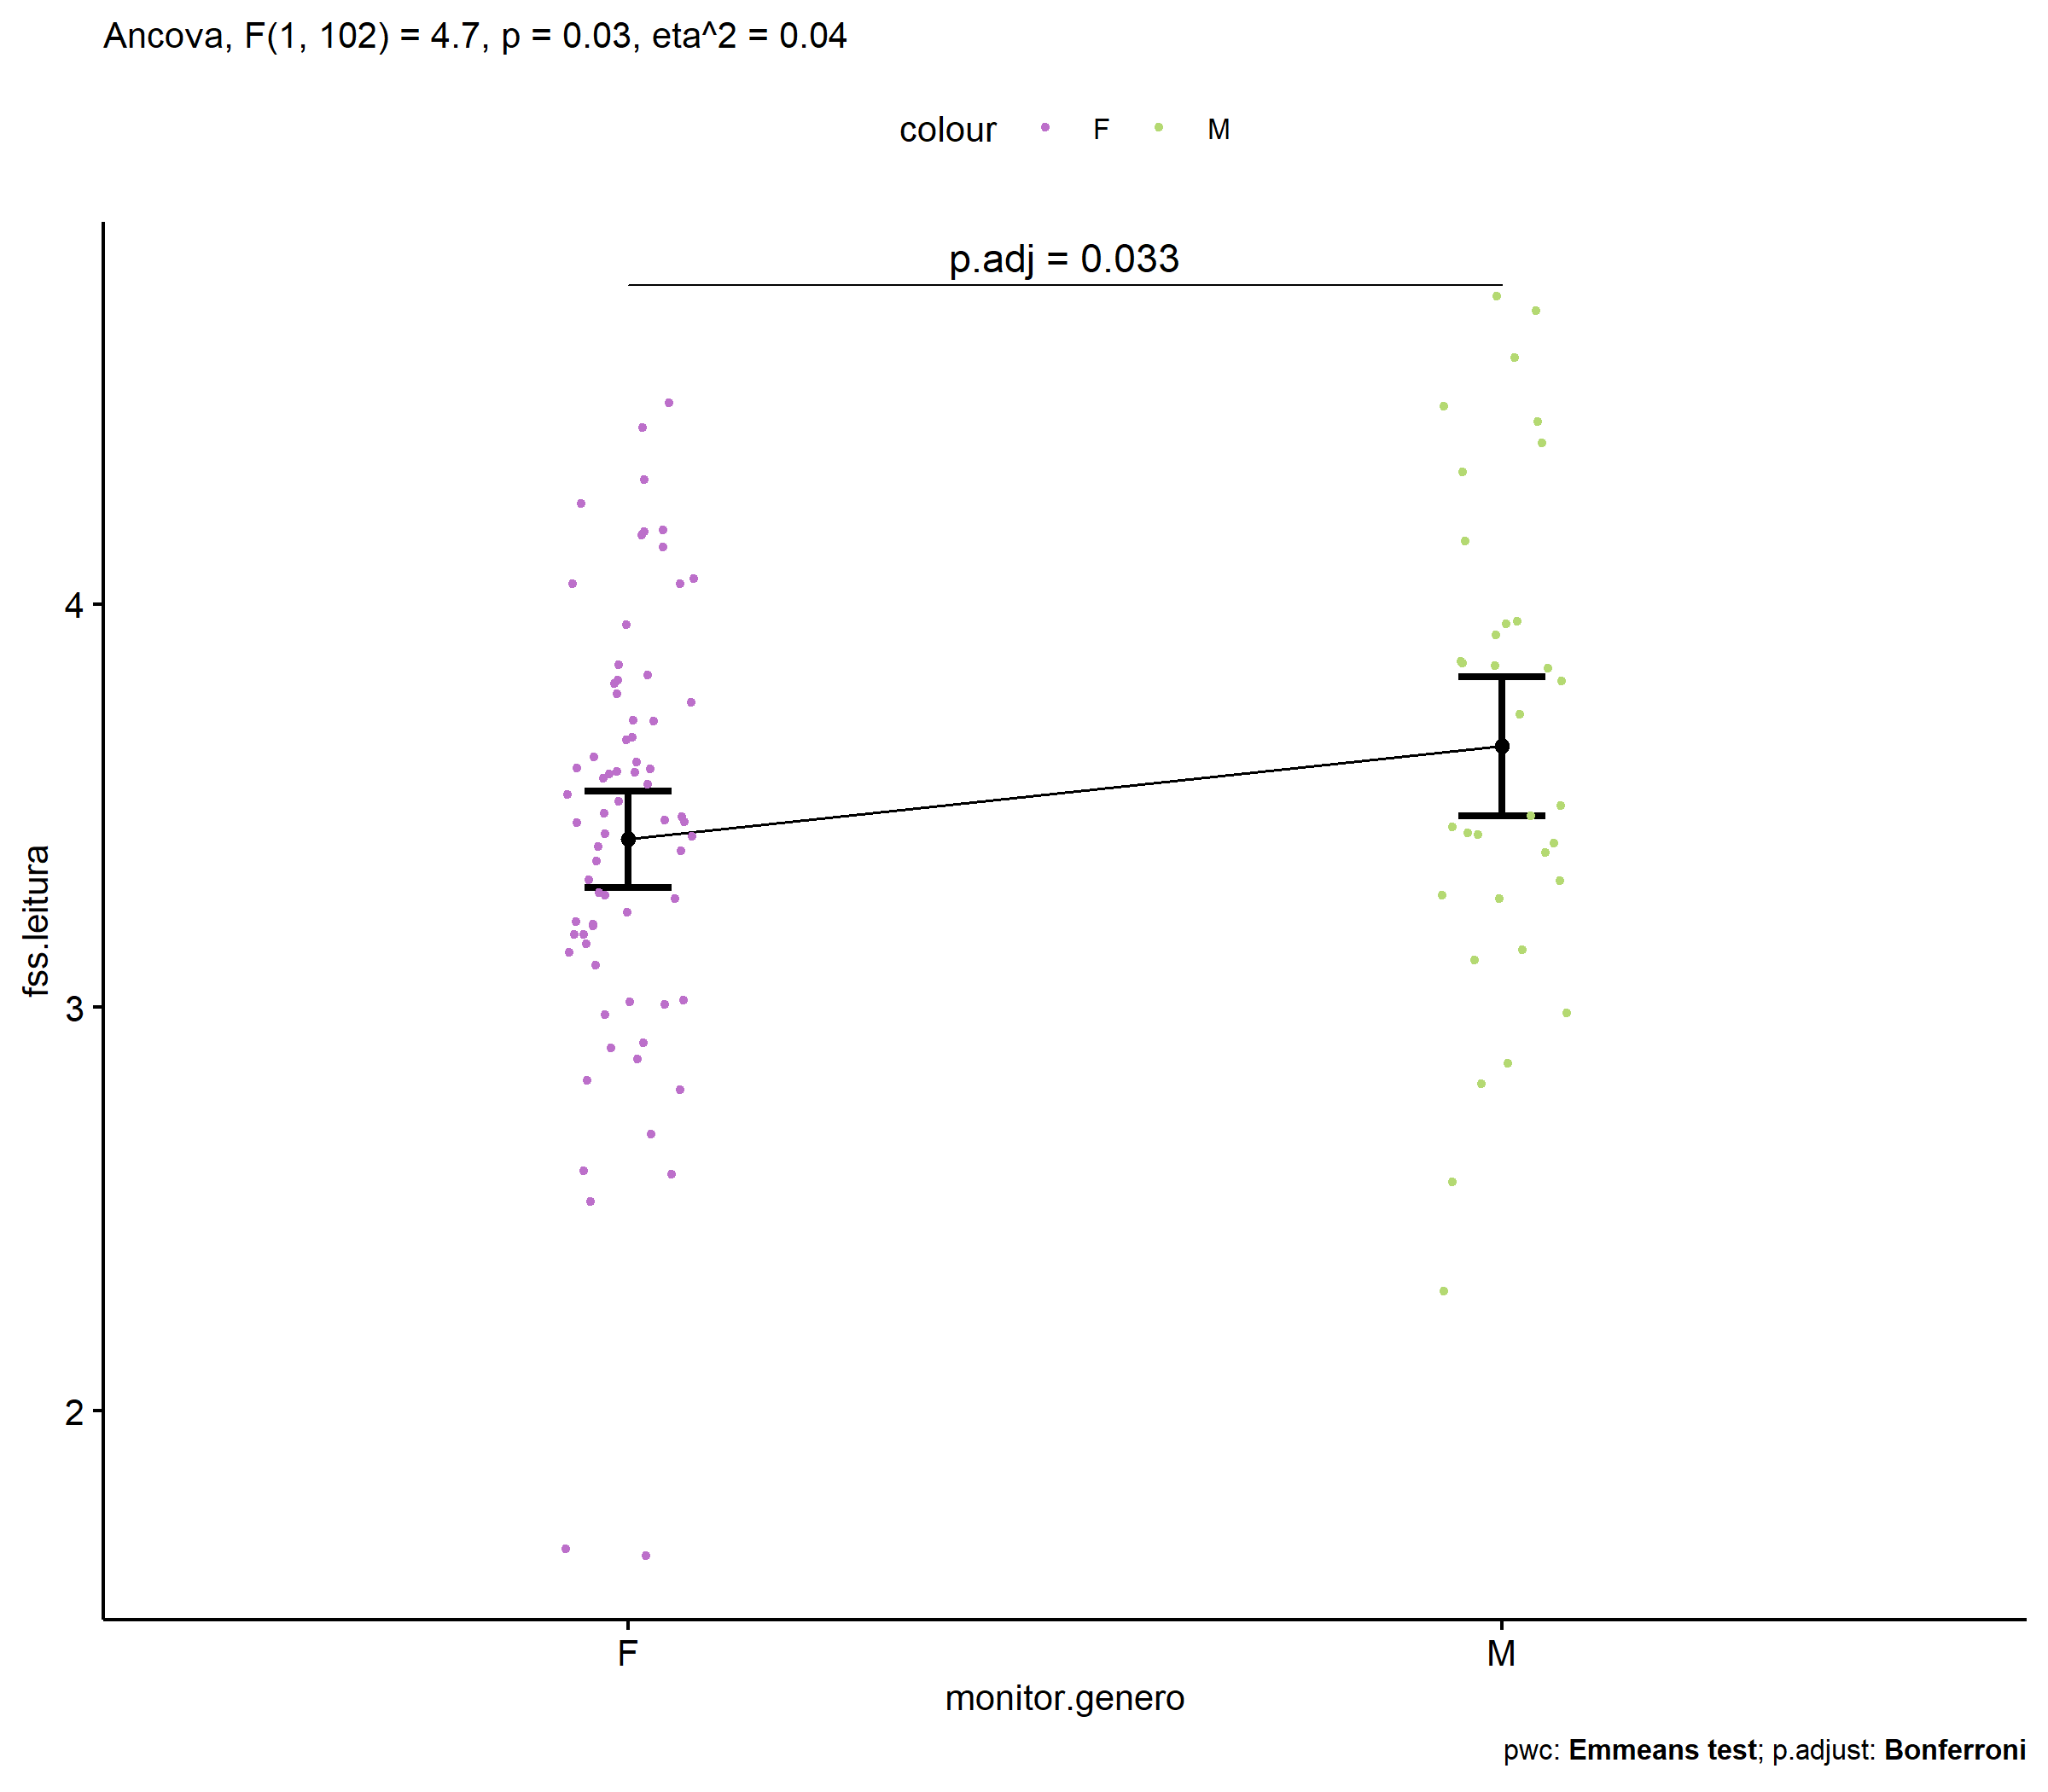 Ancova, F(1, 102) = 4.7, p = 0.03, eta^2 = 0.04
colour F M
p.adj = 0.033
4
3
2
fss.leitura
F M
monitor.genero
pwc: Emmeans test; p.adjust: Bonferroni